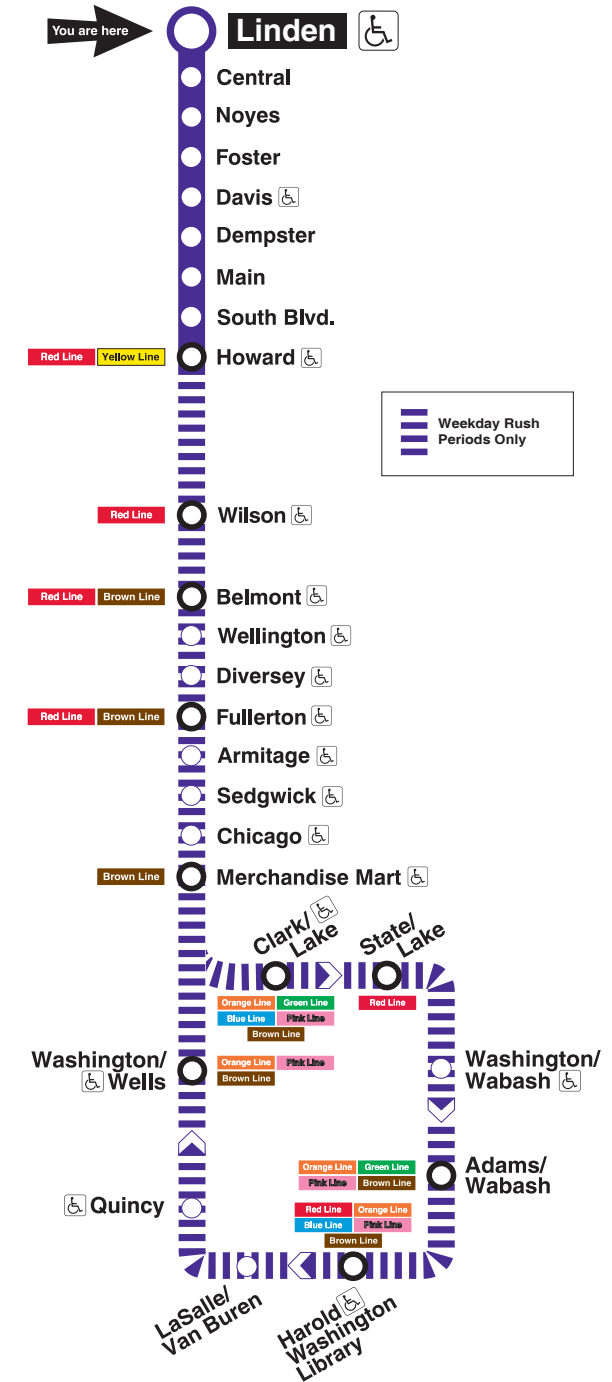 You are here
Linden
Central
Noyes
Foster
Davis
Dempster
Main
South Blvd.
Red Line Yellow Line Howard
Weekday Rush
Periods Only
Red Line Wilson
Red Line Brown Line Belmont
Wellington
Diversey
Red Line Brown Line Fullerton
Armitage
Sedgwick
Chicago
Brown Line Merchandise Mart
Clark/
Lake
State/
Lake
Orange Line Green Line
Blue Line Pink Line
Brown Line
Red Line
Washington/
Wells
Orange Line Pink Line
Brown Line
Washington/
Wabash
Orange Line Green Line
Pink Line Brown Line
Adams/
Wabash
Quincy
Red Line Orange Line
Blue Line Pink Line
Brown Line
LaSalle/
Van Buren
Harold
Washington
Library